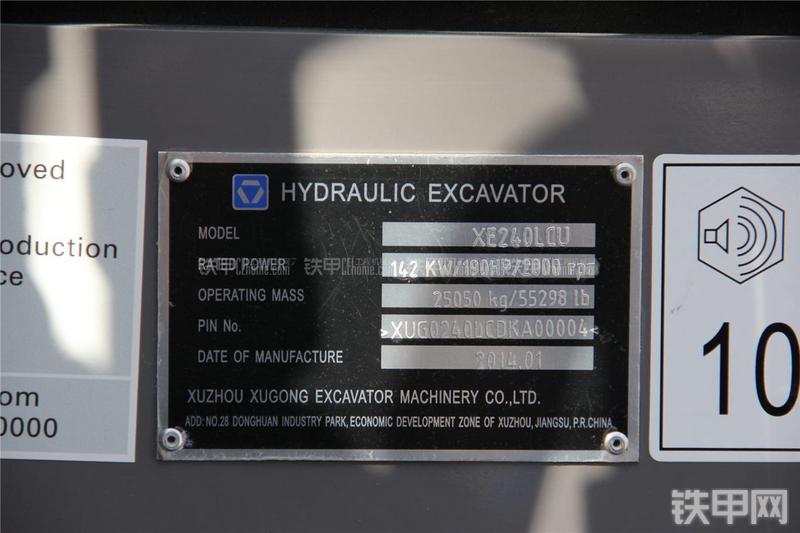 oved
oduction
ce
om
0000
HYDRAULIC EXCAVATOR
MODEL XE240LCU
RATED POWER 142 KW/190HP/2000 rpm
OPERATING MASS 25050 kg/55298 lb
PIN No. >XUG0240UCDKA00004<
DATE OF MANUFACTURE 2014.01
XUZHOU XUGONG EXCAVATOR MACHINERY CO.,LTD.
ADD: NO.28 DONGHUAN INDUSTRY PARK, ECONOMIC DEVELOPMENT ZONE OF XUZHOU, JIANGSU, P.R.CHINA
10
铁甲网